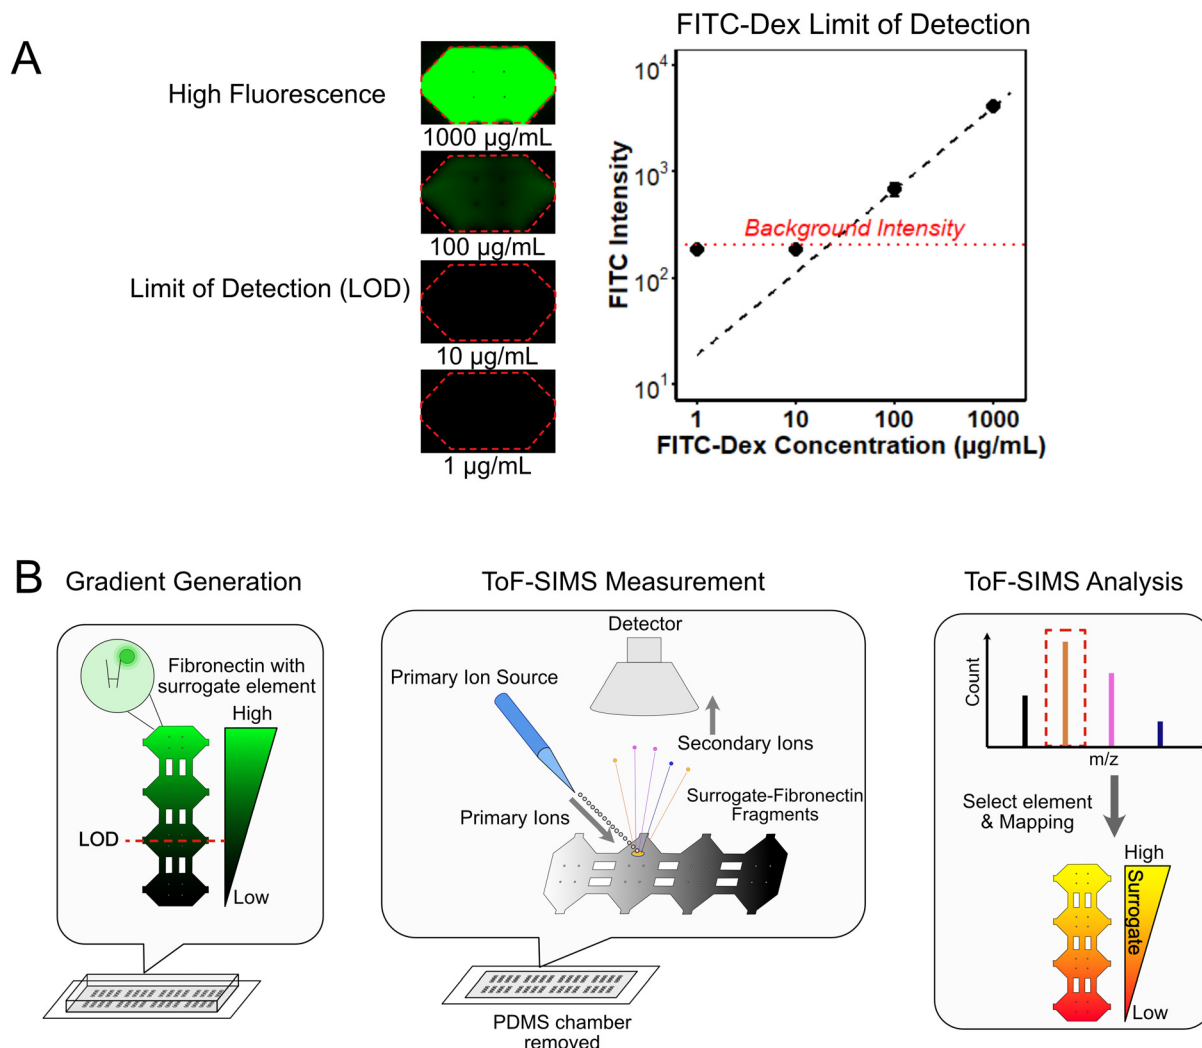 A
High Fluorescence
1000 µg/mL
100 µg/mL
Limit of Detection (LOD)
10 µg/mL
1 µg/mL
FITC-Dex Limit of Detection
FITC Intensity
10⁴
10³
10²
10¹
Background Intensity
1 10 100 1000
FITC-Dex Concentration (µg/mL)
B
Gradient Generation
Fibronectin with
surrogate element
High
LOD
Low
ToF-SIMS Measurement
Detector
Primary Ion Source
Secondary Ions
Primary Ions
Surrogate-Fibronectin
Fragments
PDMS chamber
removed
ToF-SIMS Analysis
Count
m/z
Select element
& Mapping
High
Surrogate
Low